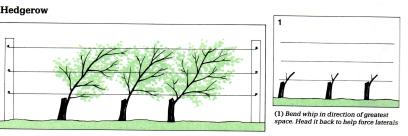 Hedgerow
1
(1) Bend whip in direction of greatest
space. Head it back to help force laterals